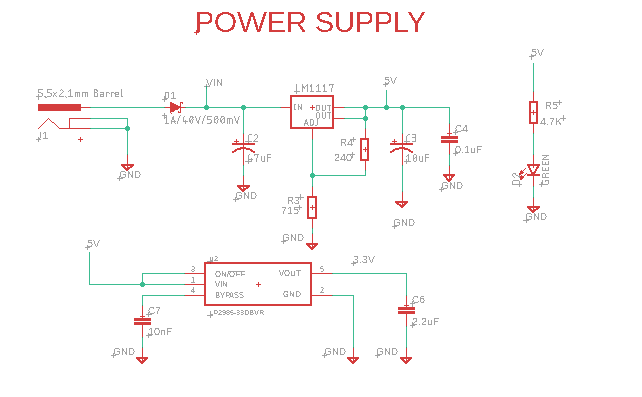 POWER SUPPLY
5.5x2.1mm Barrel
J1
GND
D1
1A/40V/500mV
VIN
C2
47uF
GND
LM1117
IN
OUT
OUT
ADJ
5V
R4
240
R3
715
GND
C3
10uF
GND
C4
0.1uF
GND
5V
R5
4.7K
D2
GREEN
GND
5V
3
1
4
ON/OFF
VIN
BYPASS
VOUT
GND
5
2
3.3V
C7
10nF
GND
GND
C6
2.2uF
GND